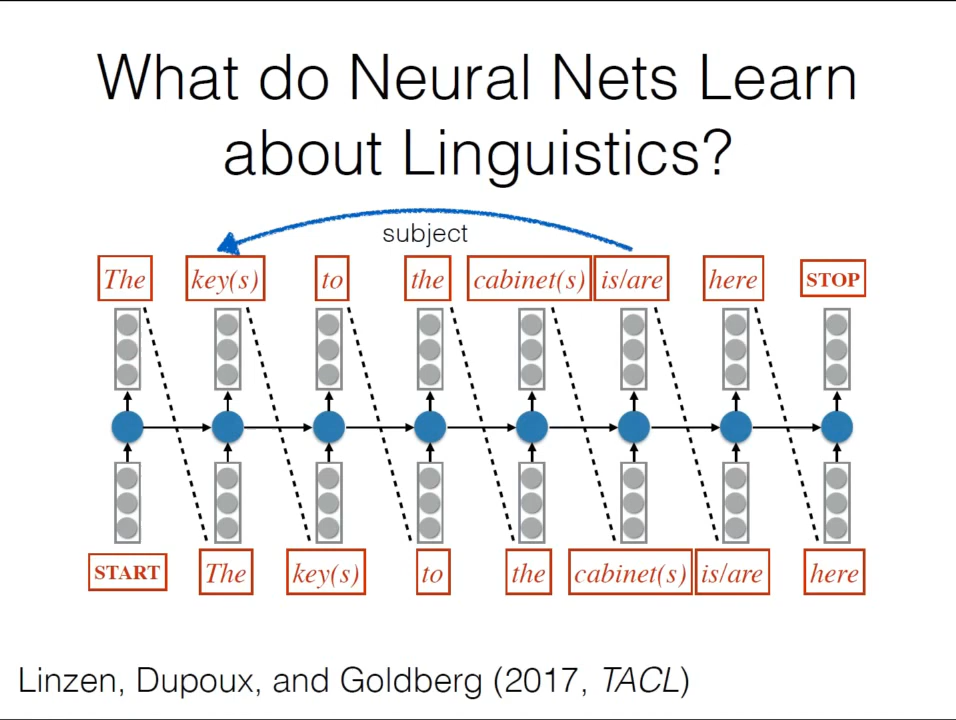 What do Neural Nets Learn
about Linguistics?
subject
The key(s) to the cabinet(s) is/are here STOP
START The key(s) to the cabinet(s) is/are here
Linzen, Dupoux, and Goldberg (2017, TACL)